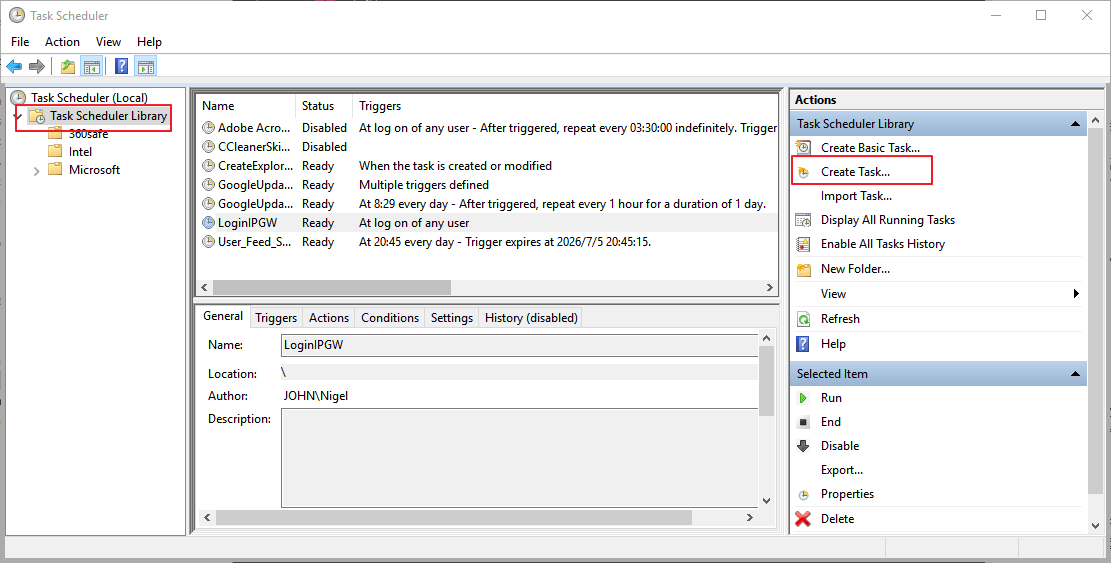 Task Scheduler
File Action View Help
Task Scheduler (Local)
Task Scheduler Library
360safe
Intel
Microsoft
Name Status Triggers
Adobe Acro... Disabled At log on of any user - After triggered, repeat every 03:30:00 indefinitely. Trigger
CCleanerSki... Disabled
CreateExplor... Ready When the task is created or modified
GoogleUpda... Ready Multiple triggers defined
GoogleUpda... Ready At 8:29 every day - After triggered, repeat every 1 hour for a duration of 1 day.
LoginIPGW Ready At log on of any user
User_Feed_S... Ready At 20:45 every day - Trigger expires at 2026/7/5 20:45:15.
General Triggers Actions Conditions Settings History (disabled)
Name: LoginIPGW
Location: \
Author: JOHN\Nigel
Description:
Actions
Task Scheduler Library
Create Basic Task...
Create Task...
Import Task...
Display All Running Tasks
Enable All Tasks History
New Folder...
View
Refresh
Help
Selected Item
Run
End
Disable
Export...
Properties
Delete